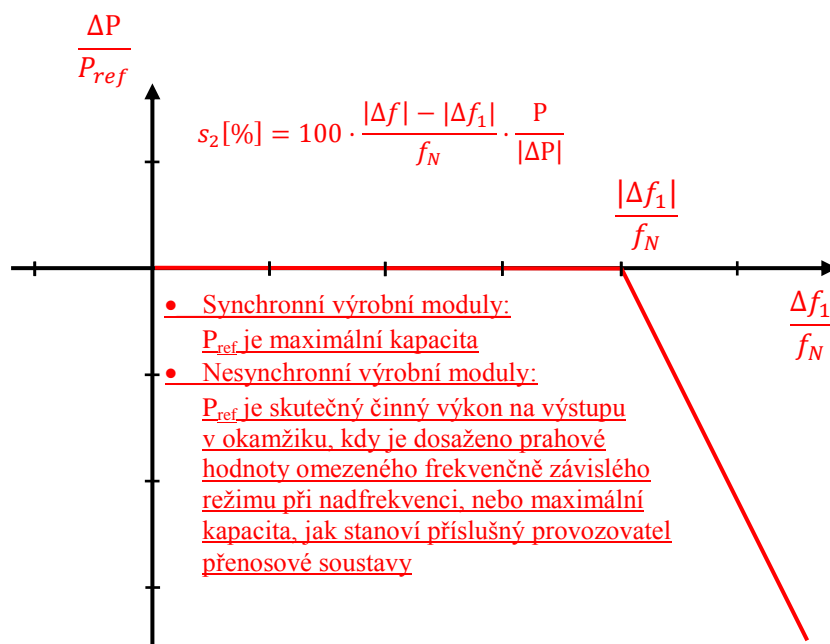 ΔP
P_ref
s₂[%] = 100 · (|Δf| − |Δf₁|)/f_N · P/|ΔP|
|Δf₁|
f_N
Δf₁
f_N
• Synchronní výrobní moduly:
P_ref je maximální kapacita
• Nesynchronní výrobní moduly:
P_ref je skutečný činný výkon na výstupu
v okamžiku, kdy je dosaženo prahové
hodnoty omezeného frekvenčně závislého
režimu při nadfrekvenci, nebo maximální
kapacita, jak stanoví příslušný provozovatel
přenosové soustavy